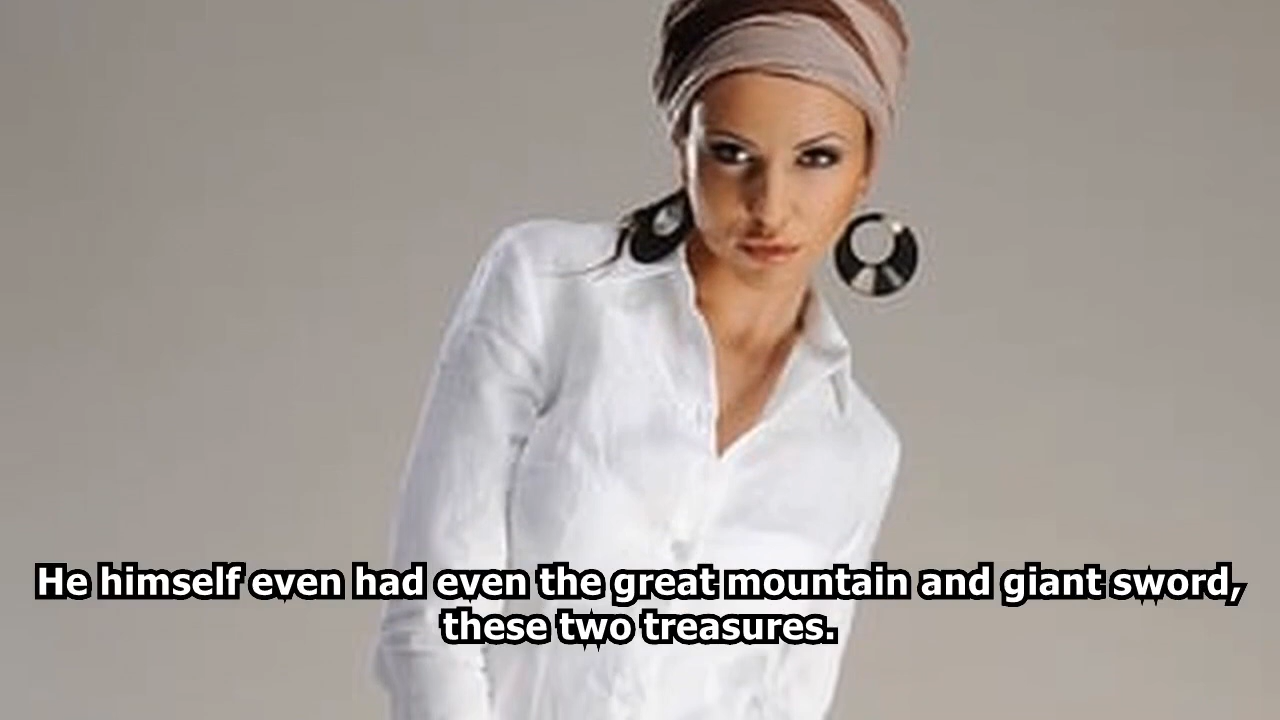 He himself even had even the great mountain and giant sword,
these two treasures.